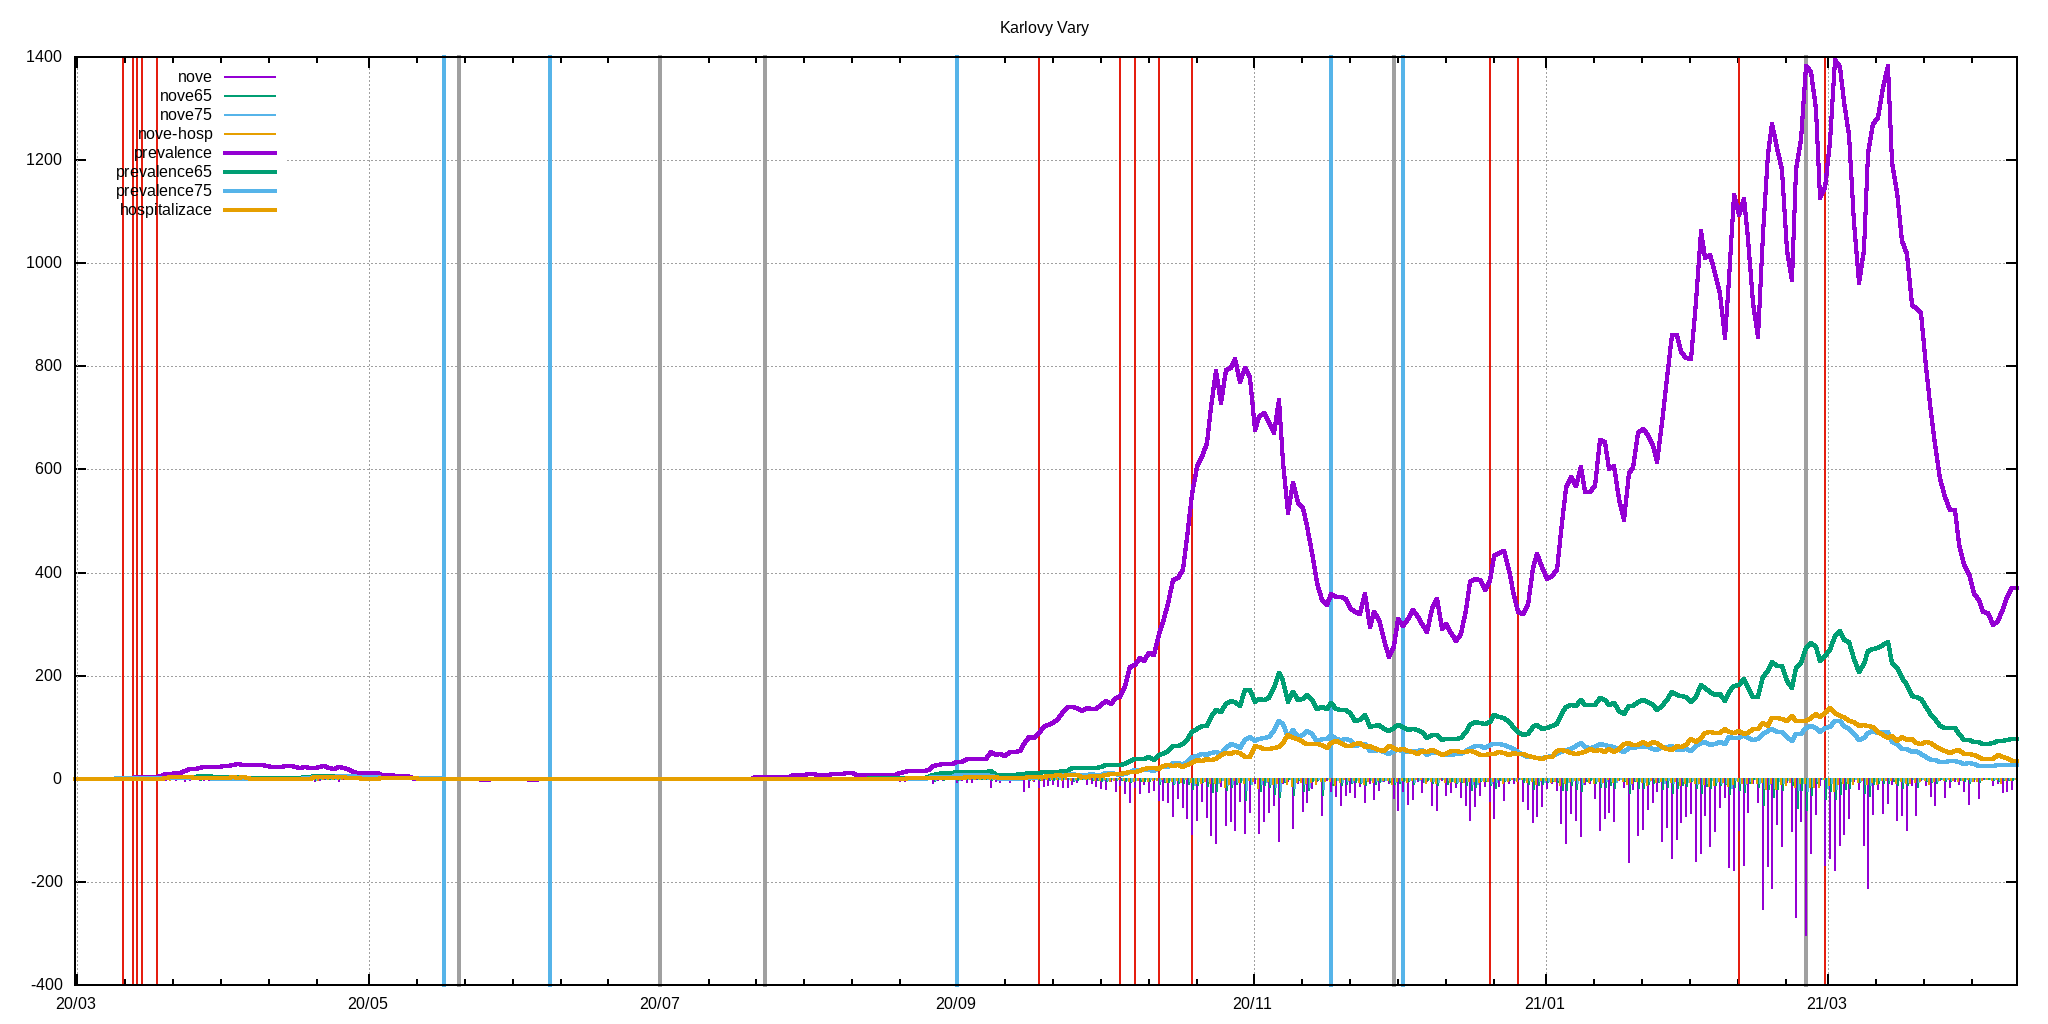 Karlovy Vary
1400
1200
1000
800
600
400
200
0
-200
-400
nove
nove65
nove75
nove-hosp
prevalence
prevalence65
prevalence75
hospitalizace
20/03 20/05 20/07 20/09 20/11 21/01 21/03